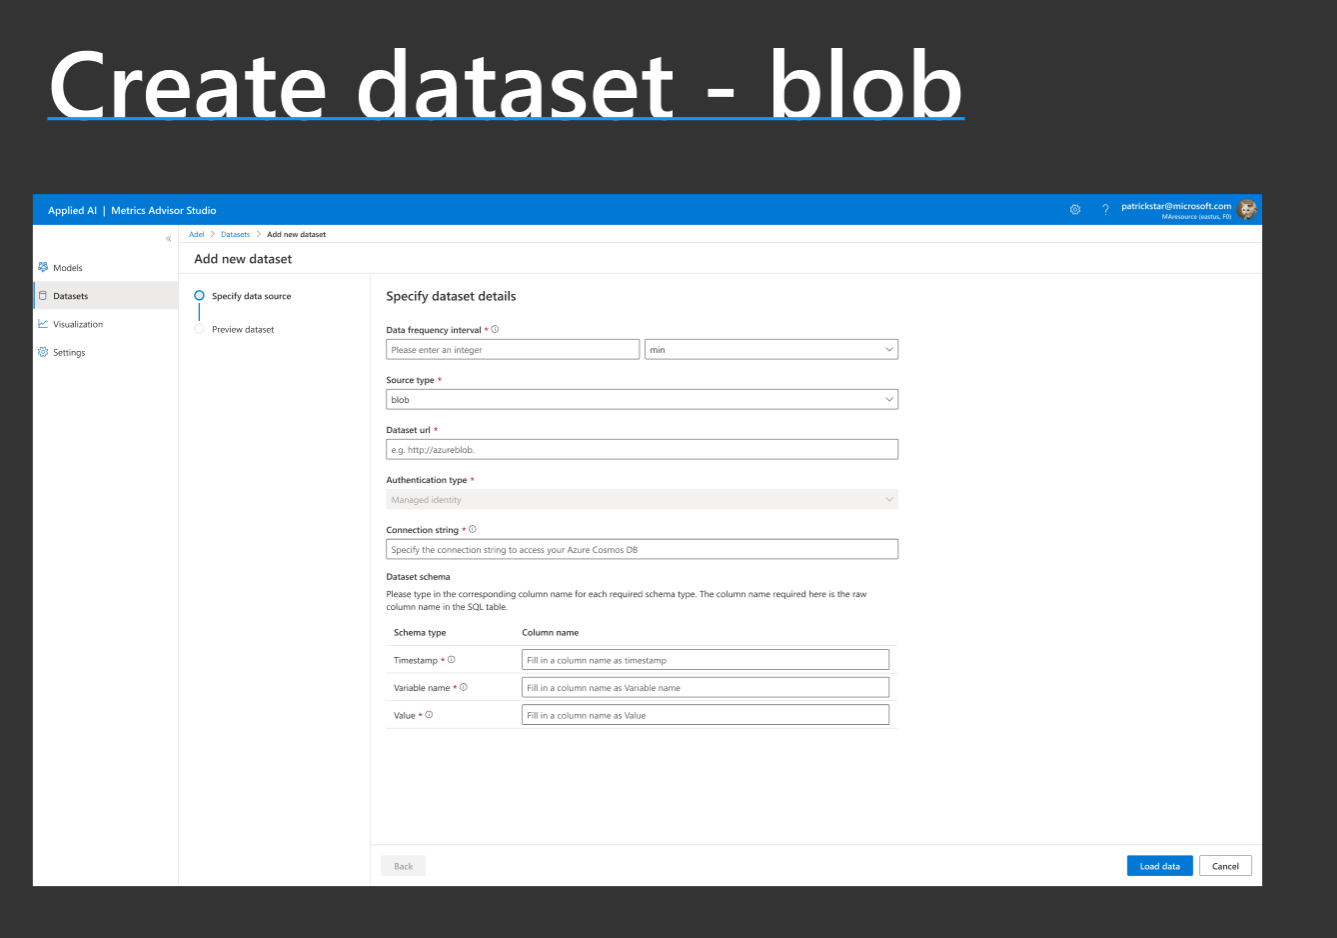 Create dataset - blob
Applied AI | Metrics Advisor Studio
?
patrickstar@microsoft.com
MAresource (eastus, F0)
«
Models
Datasets
Visualization
Settings
Adel > Datasets > Add new dataset
Add new dataset
Specify data source
Preview dataset
Specify dataset details
Data frequency interval *
Please enter an integer
min
Source type *
blob
Dataset url *
e.g. http://azureblob.
Authentication type *
Managed identity
Connection string *
Specify the connection string to access your Azure Cosmos DB
Dataset schema
Please type in the corresponding column name for each required schema type. The column name required here is the raw
column name in the SQL table.
Schema type Column name
Timestamp * Fill in a column name as timestamp
Variable name * Fill in a column name as Variable name
Value * Fill in a column name as Value
Back
Load data
Cancel